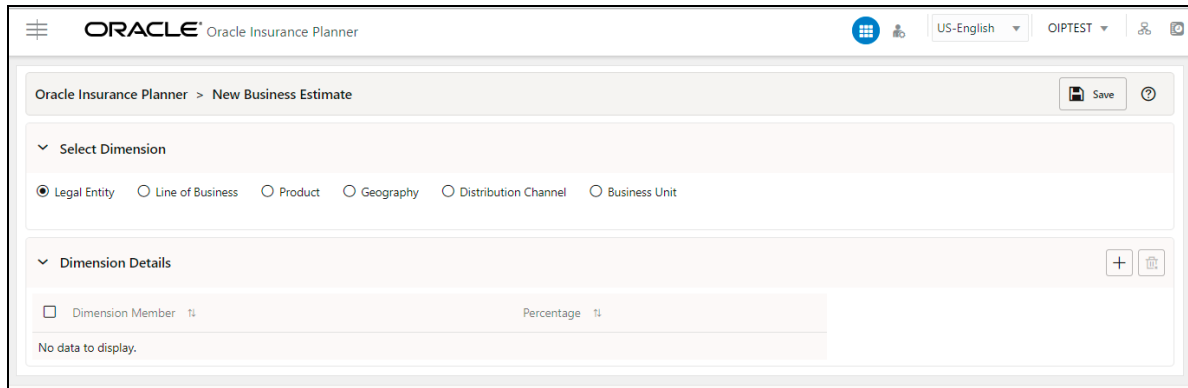 ORACLE Oracle Insurance Planner US-English OIPTEST
Oracle Insurance Planner > New Business Estimate Save
Select Dimension
Legal Entity Line of Business Product Geography Distribution Channel Business Unit
Dimension Details
Dimension Member Percentage
No data to display.